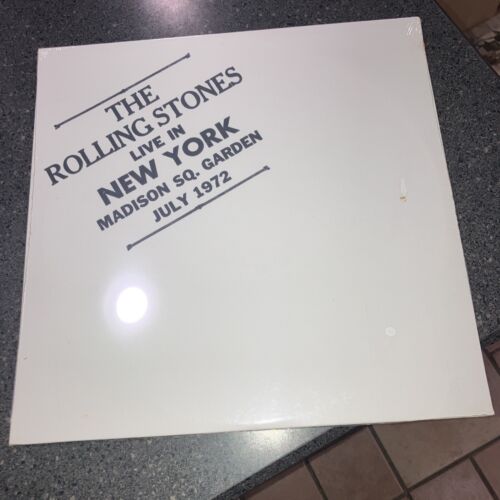 THE
ROLLING STONES
LIVE IN
NEW YORK
MADISON SQ. GARDEN
JULY 1972